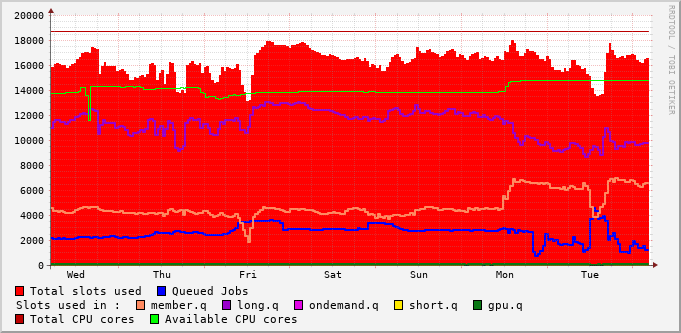 20000
18000
16000
14000
12000
10000
8000
6000
4000
2000
0
Wed Thu Fri Sat Sun Mon Tue
Total slots used Queued Jobs
Slots used in : member.q long.q ondemand.q short.q gpu.q
Total CPU cores Available CPU cores
RRDTOOL / TOBI OETIKER